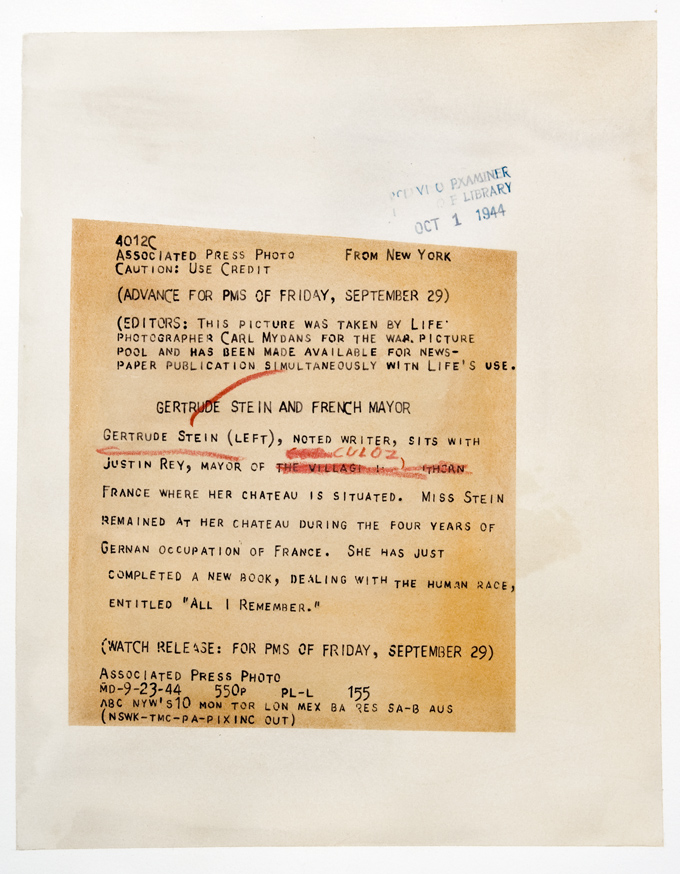 EXAMINER
LIBRARY
OCT 1 1944
4012C
ASSOCIATED PRESS PHOTO FROM NEW YORK
CAUTION: USE CREDIT
(ADVANCE FOR PMS OF FRIDAY, SEPTEMBER 29)
(EDITORS: THIS PICTURE WAS TAKEN BY LIFE'
PHOTOGRAPHER CARL MYDANS FOR THE WAR. PICTURE
POOL AND HAS BEEN MADE AVAILABLE FOR NEWS-
PAPER PUBLICATION SIMULTANEOUSLY WITN LIFE'S USE.
GERTRUDE STEIN AND FRENCH MAYOR
GERTRUDE STEIN (LEFT), NOTED WRITER, SITS WITH
CULOZ
JUSTIN REY, MAYOR OF THE VILLAGE
FRANCE WHERE HER CHATEAU IS SITUATED. MISS STEIN
REMAINED AT HER CHATEAU DURING THE FOUR YEARS OF
GERNAN OCCUPATION OF FRANCE. SHE HAS JUST
COMPLETED A NEW BOOK, DEALING WITH THE HUMAN RACE,
ENTITLED "ALL I REMEMBER."
(WATCH RELEASE: FOR PMS OF FRIDAY, SEPTEMBER 29)
ASSOCIATED PRESS PHOTO
MD-9-23-44 550P PL-L 155
ABC NYW'S10 MON TOR LON MEX BA RES SA-B AUS
(NSWK-TMC-PA-PIXINC OUT)